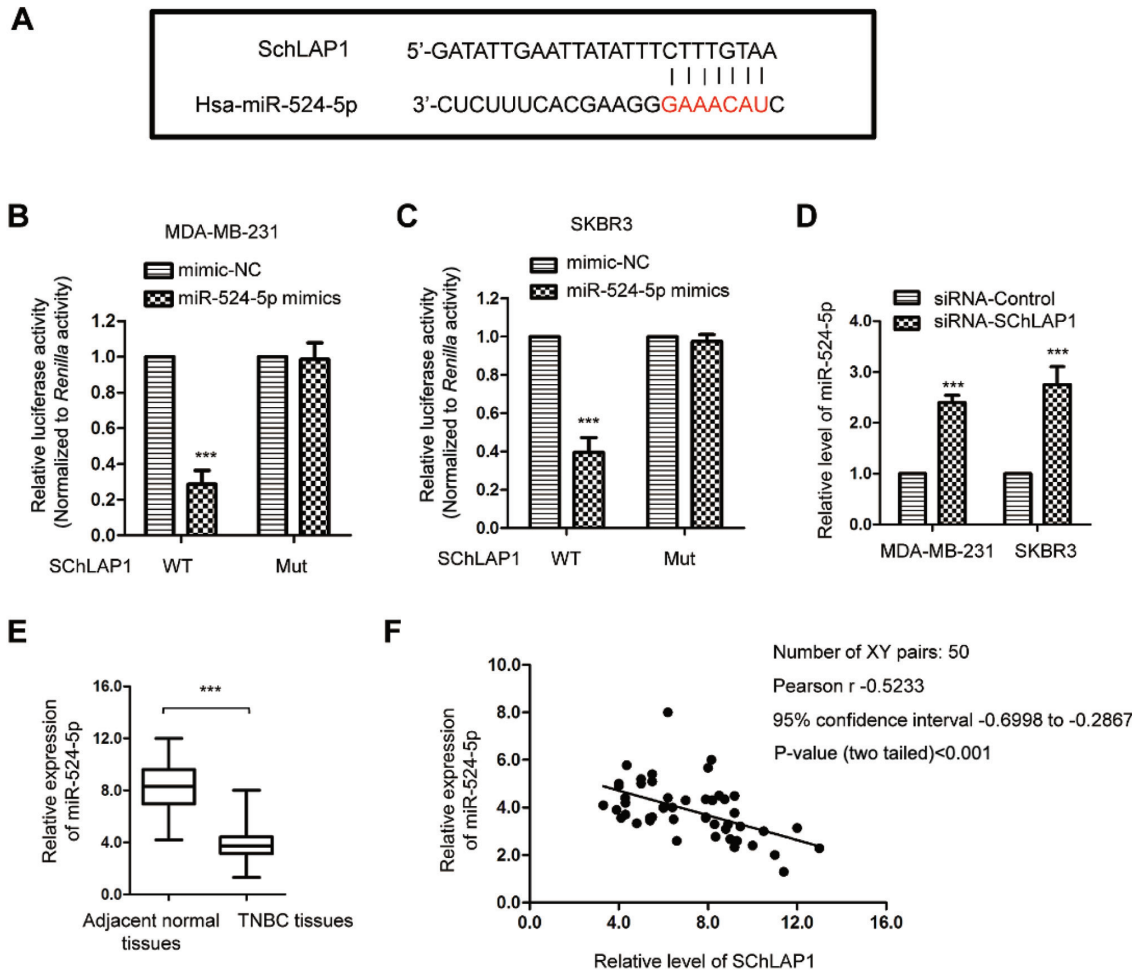 A
SchLAP1 5’-GATATTGAATTATATTTCTTTGTAA
Hsa-miR-524-5p 3’-CUCUUUCACGAAGGGAAACAUC
B
MDA-MB-231
mimic-NC
miR-524-5p mimics
Relative luciferase activity
(Normalized to Renilla activity)
1.2
1.0
0.8
0.6
0.4
0.2
0.0
***
SChLAP1 WT Mut
C
SKBR3
mimic-NC
miR-524-5p mimics
Relative luciferase activity
(Normalized to Renilla activity)
1.2
1.0
0.8
0.6
0.4
0.2
0.0
***
SChLAP1 WT Mut
D
siRNA-Control
siRNA-SChLAP1
Relative level of miR-524-5p
4.0
3.0
2.0
1.0
0.0
***
***
MDA-MB-231 SKBR3
E
Relative expression
of miR-524-5p
16.0
12.0
8.0
4.0
0.0
***
Adjacent normal
tissues
TNBC tissues
F
Number of XY pairs: 50
Pearson r -0.5233
95% confidence interval -0.6998 to -0.2867
P-value (two tailed)<0.001
Relative expression
of miR-524-5p
10.0
8.0
6.0
4.0
2.0
0.0
0.0 4.0 8.0 12.0 16.0
Relative level of SChLAP1